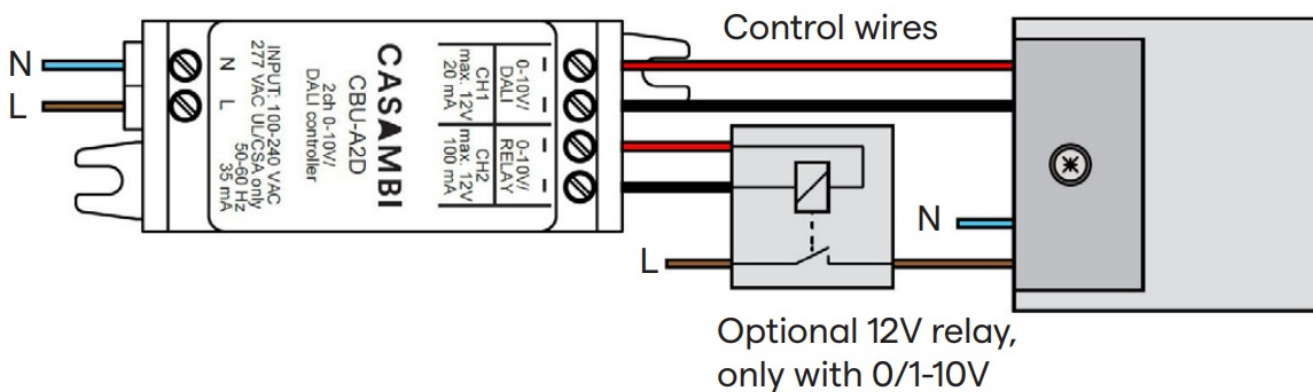 Control wires
N
L
N
L
INPUT: 100-240 VAC
277 VAC UL/CSA only
50-60 Hz
35 mA
CASAMBI
CBU-A2D
2ch 0-10V/
DALI controller
0-10V/
DALI
CH1
max. 12V
20 mA
0-10V/
RELAY
CH2
max. 12V
100 mA
N
L
Optional 12V relay,
only with 0/1-10V